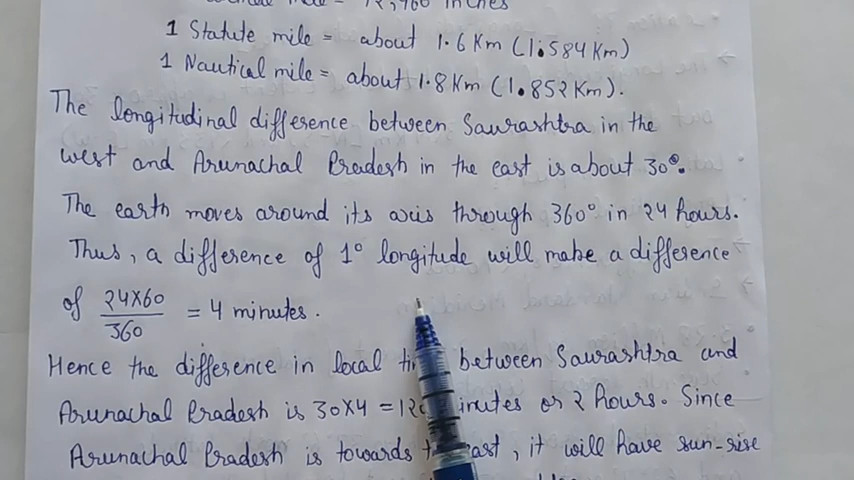 = 72,960 inches
1 Statute mile = about 1.6 Km (1.584 Km)
1 Nautical mile = about 1.8 Km (1.852 Km).
The longitudinal difference between Saurashtra in the
west and Arunachal Pradesh in the east is about 30°.
The earth moves around its axis through 360° in 24 hours.
Thus, a difference of 1° longitude will make a difference
of 24x60/360 = 4 minutes.
Hence the difference in local between Saurashtra and
Arunachal Pradesh is 30x4 = or 2 hours. Since
Arunachal Pradesh is towards , it will have sun-rise